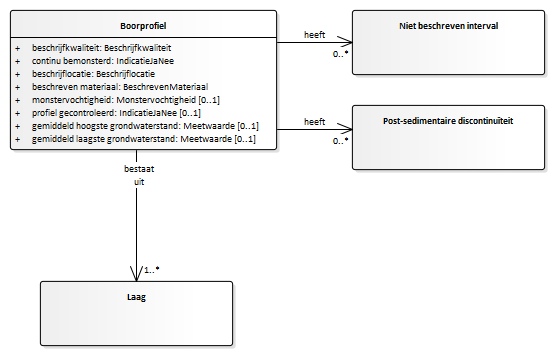 Boorprofiel
+ beschrijfkwaliteit: Beschrijfkwaliteit
+ continu bemonsterd: IndicatieJaNee
+ beschrijflocatie: Beschrijflocatie
+ beschreven materiaal: BeschrevenMateriaal
+ monstervochtigheid: Monstervochtigheid [0..1]
+ profiel gecontroleerd: IndicatieJaNee [0..1]
+ gemiddeld hoogste grondwaterstand: Meetwaarde [0..1]
+ gemiddeld laagste grondwaterstand: Meetwaarde [0..1]
heeft
0..*
Niet beschreven interval
heeft
0..*
Post-sedimentaire discontinuïteit
bestaat
uit
1..*
Laag